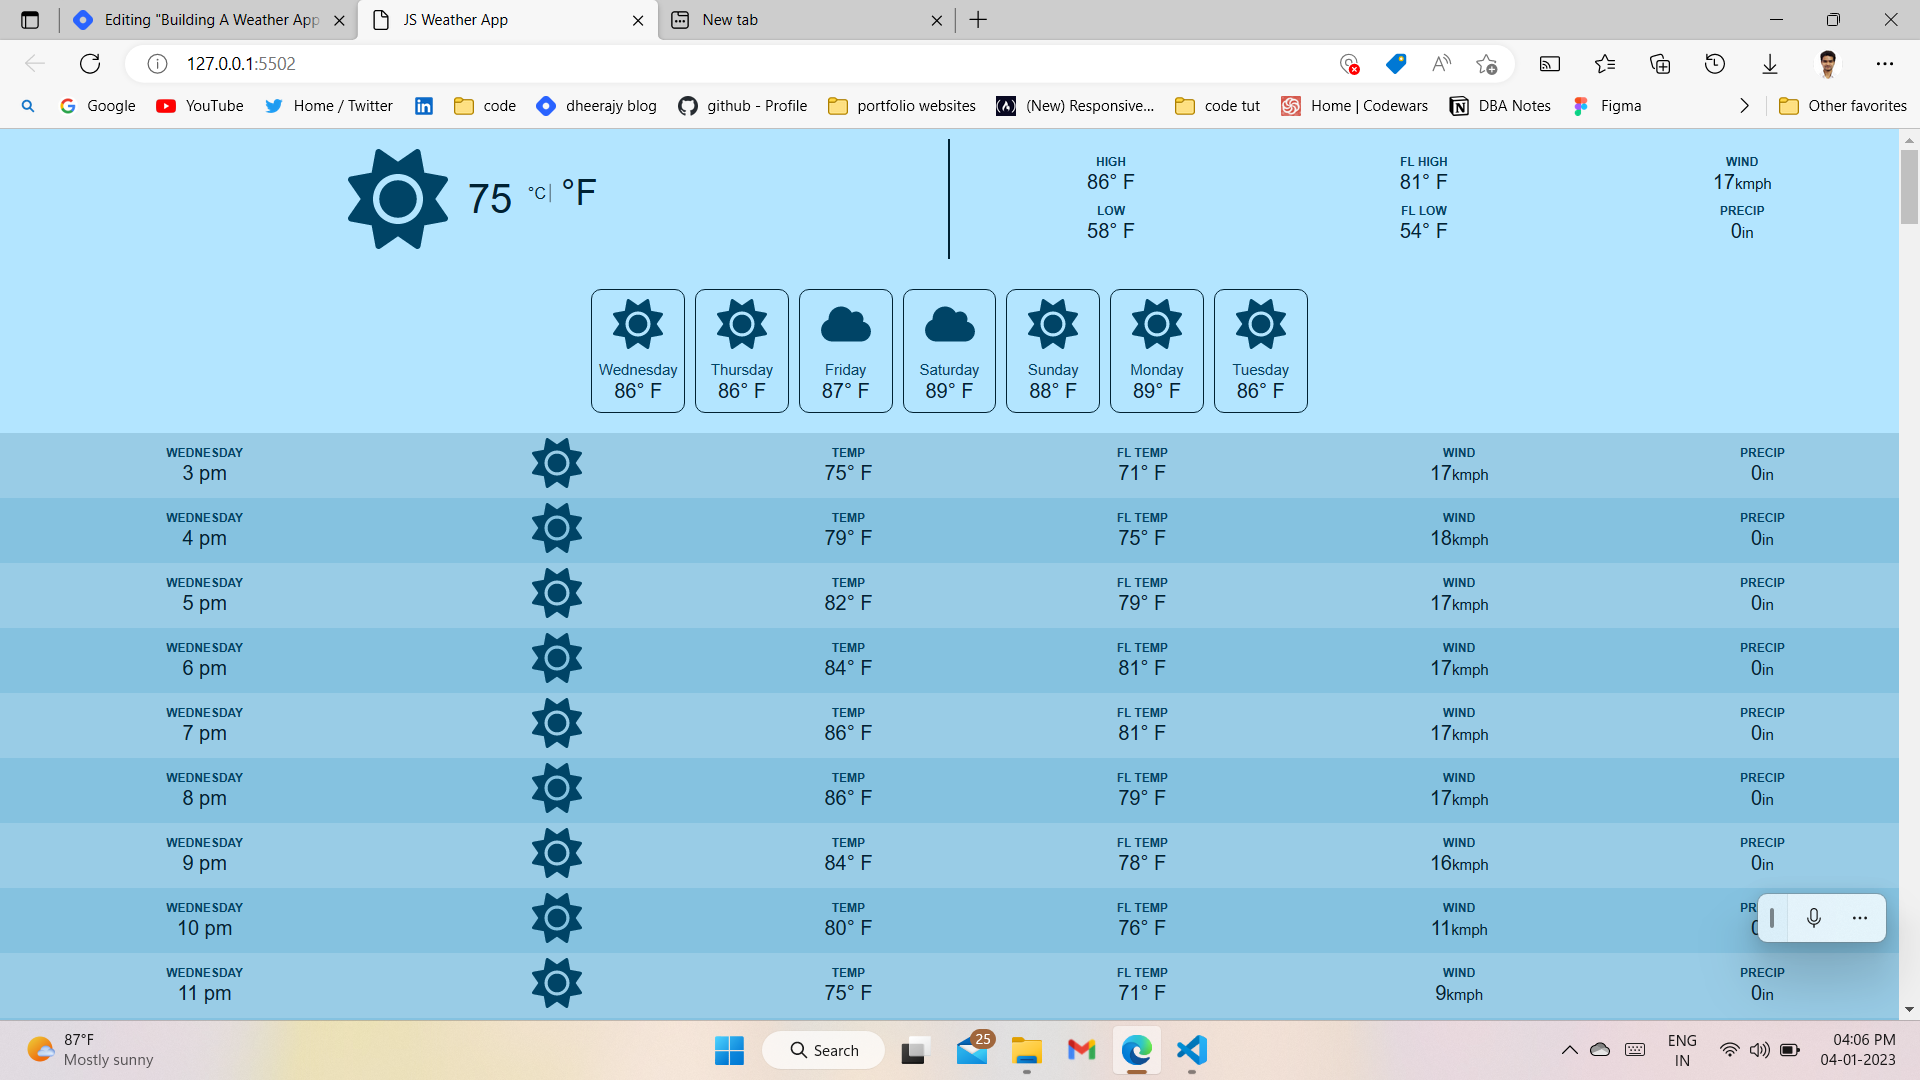 Editing "Building A Weather App
JS Weather App
New tab
127.0.0.1:5502
Google
YouTube
Home / Twitter
code
dheerajy blog
github - Profile
portfolio websites
(New) Responsive...
code tut
Home | Codewars
DBA Notes
Figma
Other favorites
75 °C| °F
HIGH
86° F
LOW
58° F
FL HIGH
81° F
FL LOW
54° F
WIND
17kmph
PRECIP
0in
Wednesday
86° F
Thursday
86° F
Friday
87° F
Saturday
89° F
Sunday
88° F
Monday
89° F
Tuesday
86° F
WEDNESDAY TEMP FL TEMP WIND PRECIP
3 pm 75° F 71° F 17kmph 0in
WEDNESDAY TEMP FL TEMP WIND PRECIP
4 pm 79° F 75° F 18kmph 0in
WEDNESDAY TEMP FL TEMP WIND PRECIP
5 pm 82° F 79° F 17kmph 0in
WEDNESDAY TEMP FL TEMP WIND PRECIP
6 pm 84° F 81° F 17kmph 0in
WEDNESDAY TEMP FL TEMP WIND PRECIP
7 pm 86° F 81° F 17kmph 0in
WEDNESDAY TEMP FL TEMP WIND PRECIP
8 pm 86° F 79° F 17kmph 0in
WEDNESDAY TEMP FL TEMP WIND PRECIP
9 pm 84° F 78° F 16kmph 0in
WEDNESDAY TEMP FL TEMP WIND
10 pm 80° F 76° F 11kmph
WEDNESDAY TEMP FL TEMP WIND PRECIP
11 pm 75° F 71° F 9kmph 0in
87°F
Mostly sunny
Search
25
ENG
IN
04:06 PM
04-01-2023